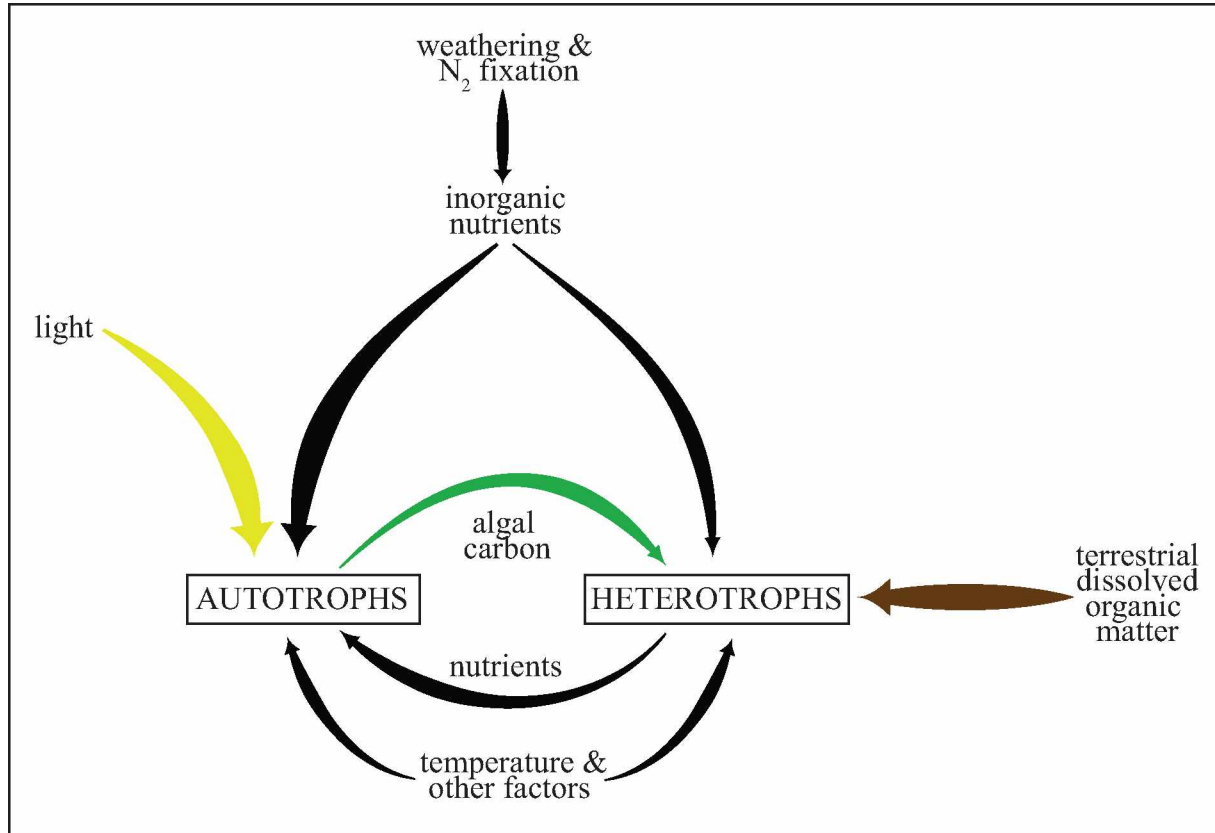 weathering &
N₂ fixation
inorganic
nutrients
light
algal
carbon
AUTOTROPHS
HETEROTROPHS
terrestrial
dissolved
organic
matter
nutrients
temperature &
other factors